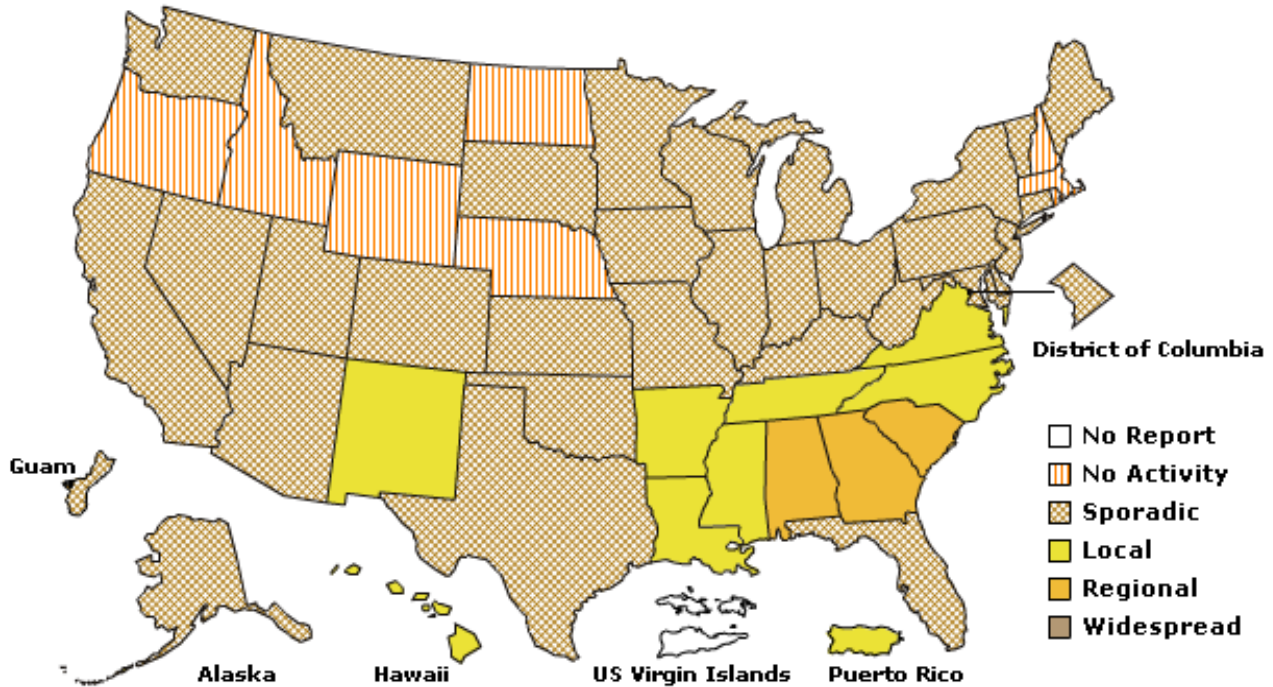 District of Columbia
No Report
Guam
No Activity
Sporadic
Local
Regional
Widespread
Alaska
Hawaii
US Virgin Islands
Puerto Rico